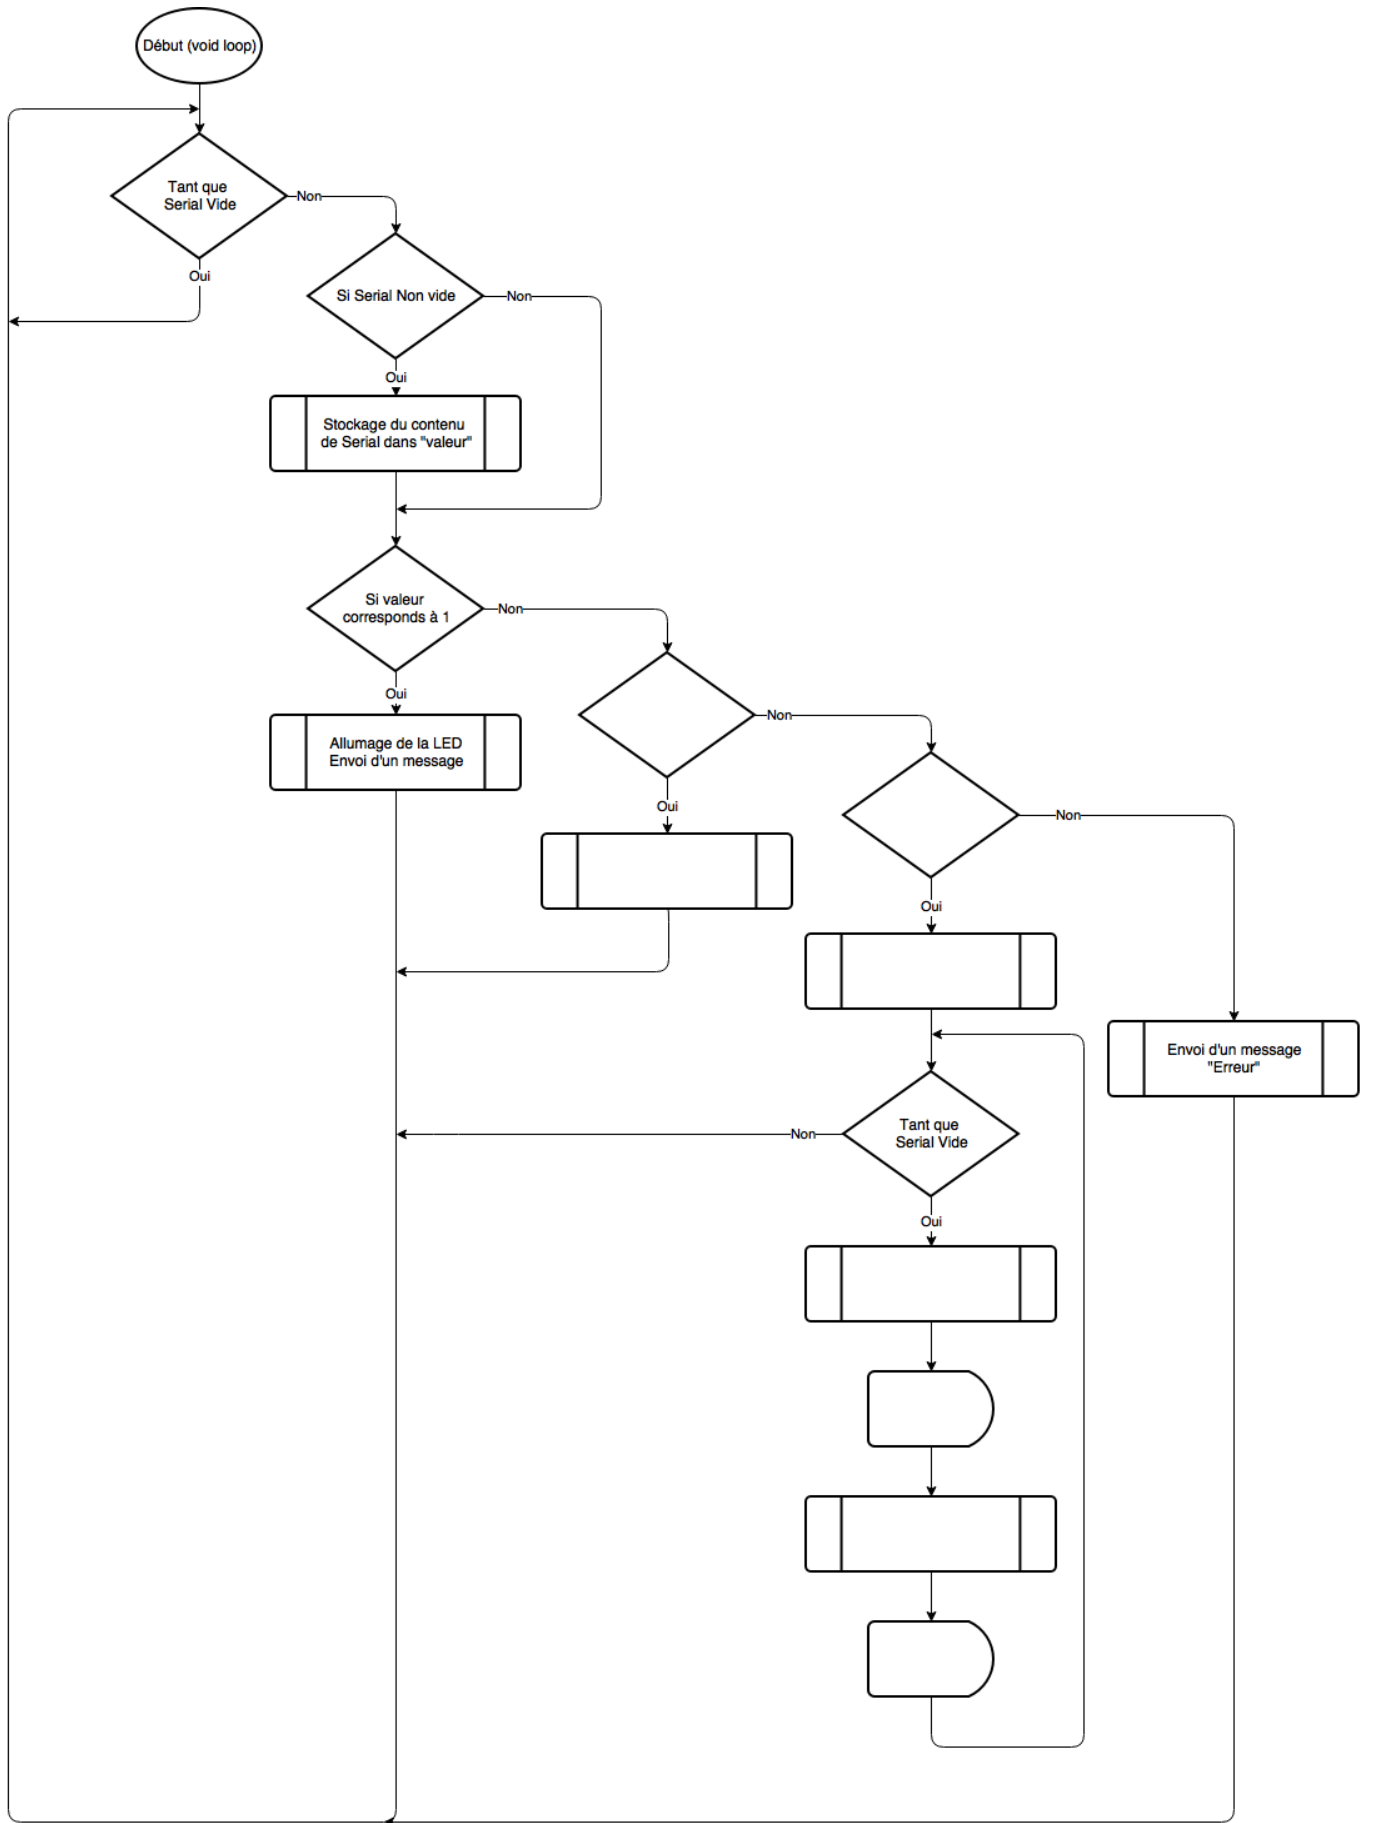 Début (void loop)
Tant que
Serial Vide
Non
Oui
Si Serial Non vide
Non
Oui
Stockage du contenu
de Serial dans "valeur"
Si valeur
corresponds à 1
Non
Oui
Allumage de la LED
Envoi d'un message
Non
Oui
Non
Oui
Envoi d'un message
"Erreur"
Tant que
Serial Vide
Non
Oui